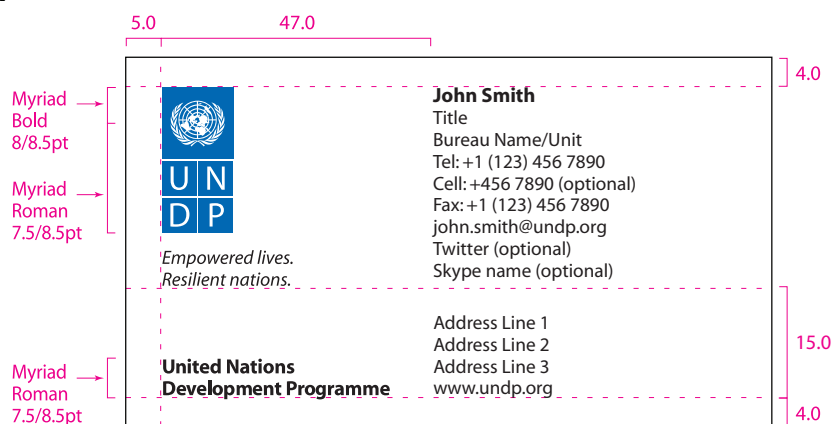 5.0
47.0
4.0
Myriad
Bold
8/8.5pt
Myriad
Roman
7.5/8.5pt
UN
DP
Empowered lives.
Resilient nations.
John Smith
Title
Bureau Name/Unit
Tel: +1 (123) 456 7890
Cell: +456 7890 (optional)
Fax: +1 (123) 456 7890
john.smith@undp.org
Twitter (optional)
Skype name (optional)
15.0
Myriad
Roman
7.5/8.5pt
United Nations
Development Programme
Address Line 1
Address Line 2
Address Line 3
www.undp.org
4.0